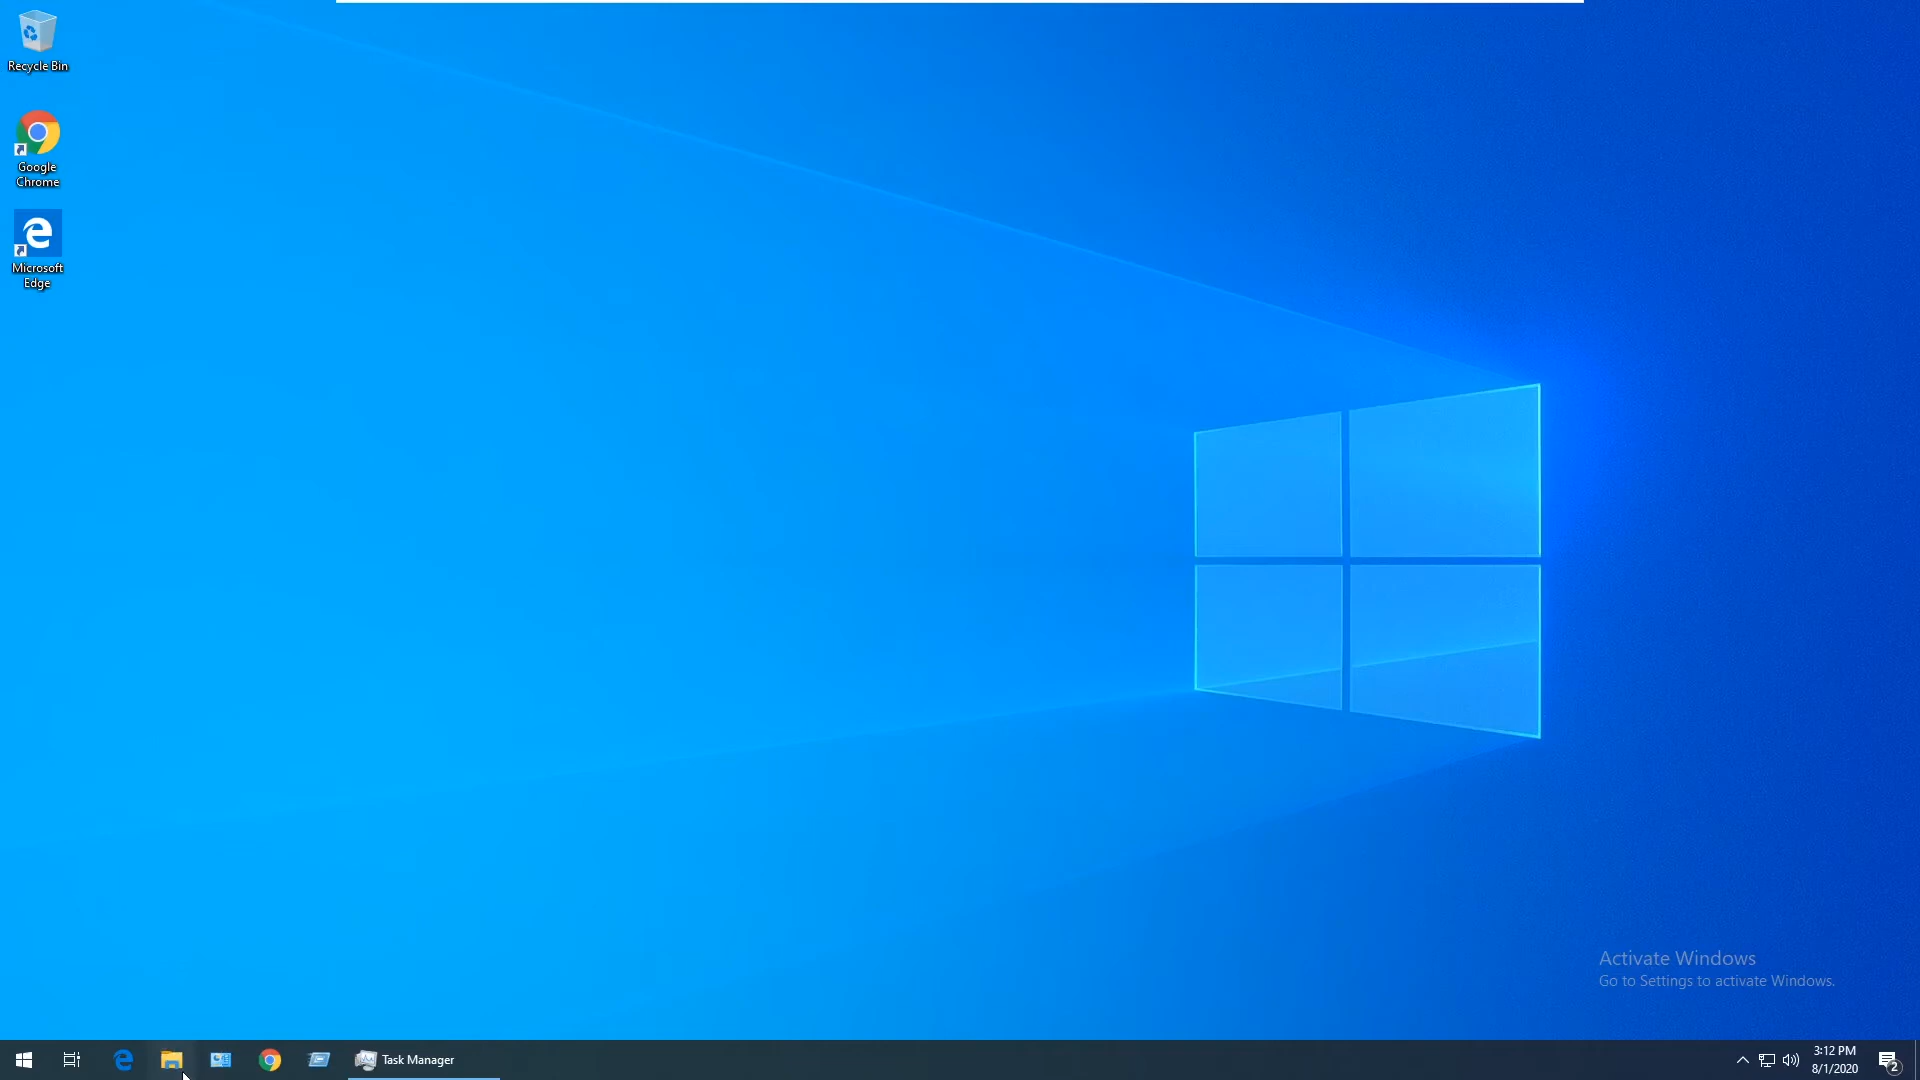 Recycle Bin
Google
Chrome
Microsoft
Edge
Activate Windows
Go to Settings to activate Windows.
Task Manager
3:12 PM
8/1/2020
2